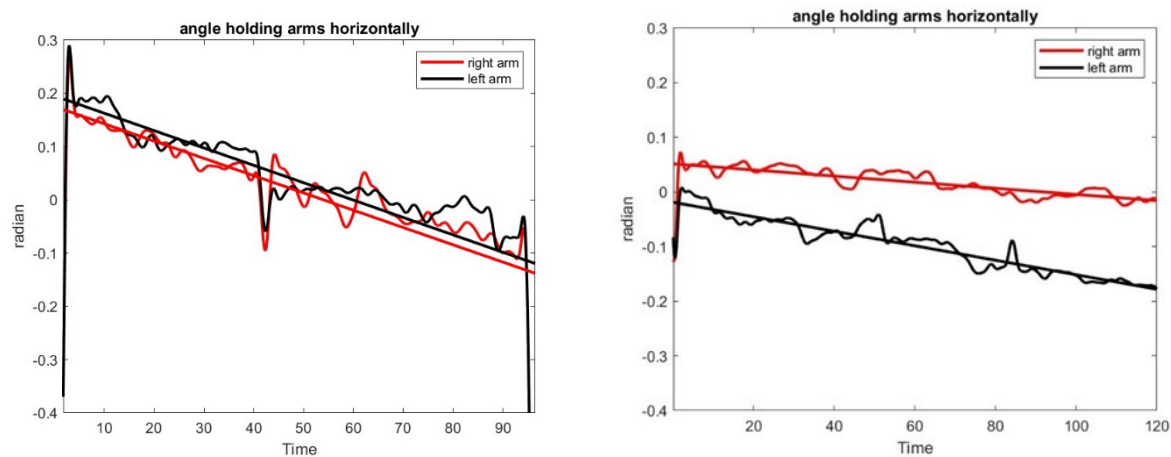 angle holding arms horizontally
0.3
0.2
0.1
0
-0.1
-0.2
-0.3
-0.4
radian
right arm
left arm
10 20 30 40 50 60 70 80 90
Time
angle holding arms horizontally
0.3
0.2
0.1
0
-0.1
-0.2
-0.3
-0.4
radian
right arm
left arm
20 40 60 80 100 120
Time